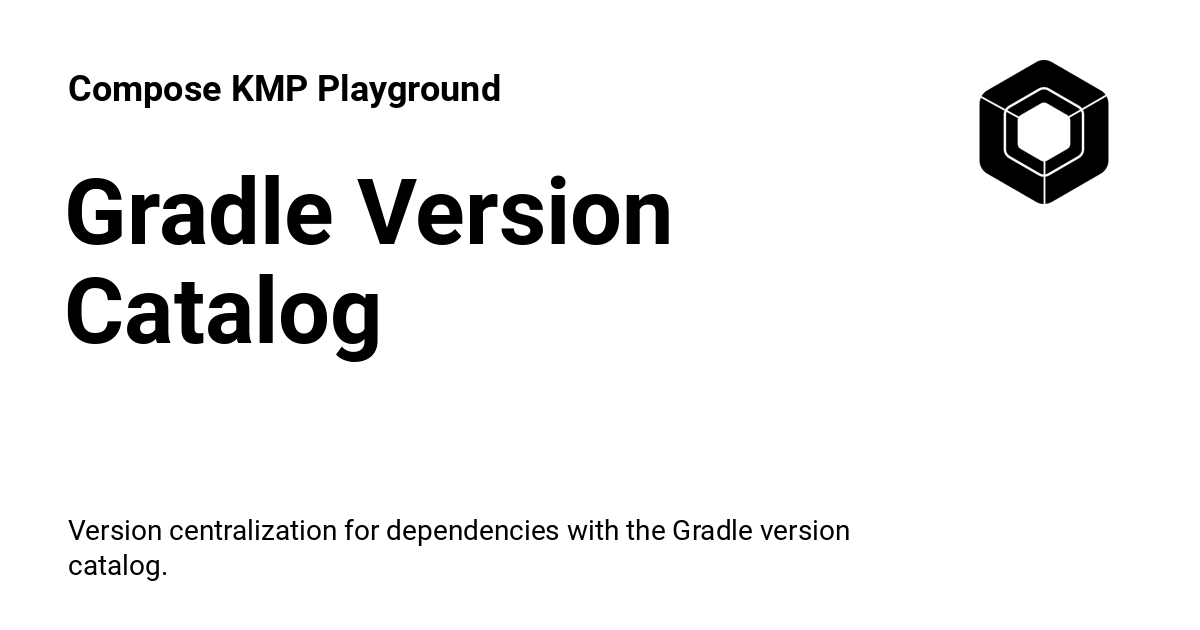 Compose KMP Playground
Gradle Version
Catalog
Version centralization for dependencies with the Gradle version
catalog.